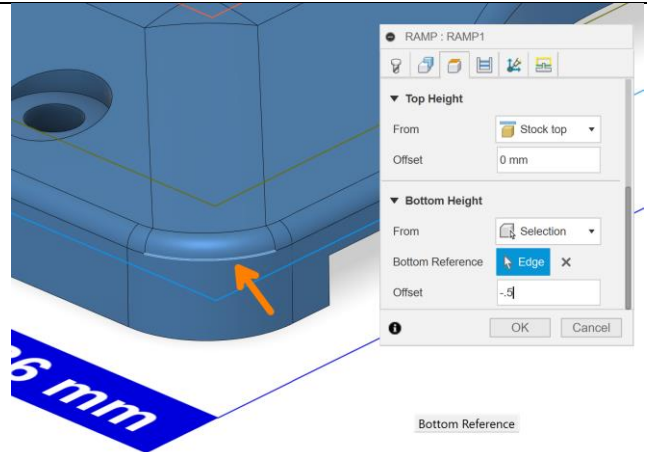 RAMP : RAMP1
Top Height
From Stock top
Offset 0 mm
Bottom Height
From Selection
Bottom Reference Edge
Offset -.5
OK Cancel
6 mm
Bottom Reference